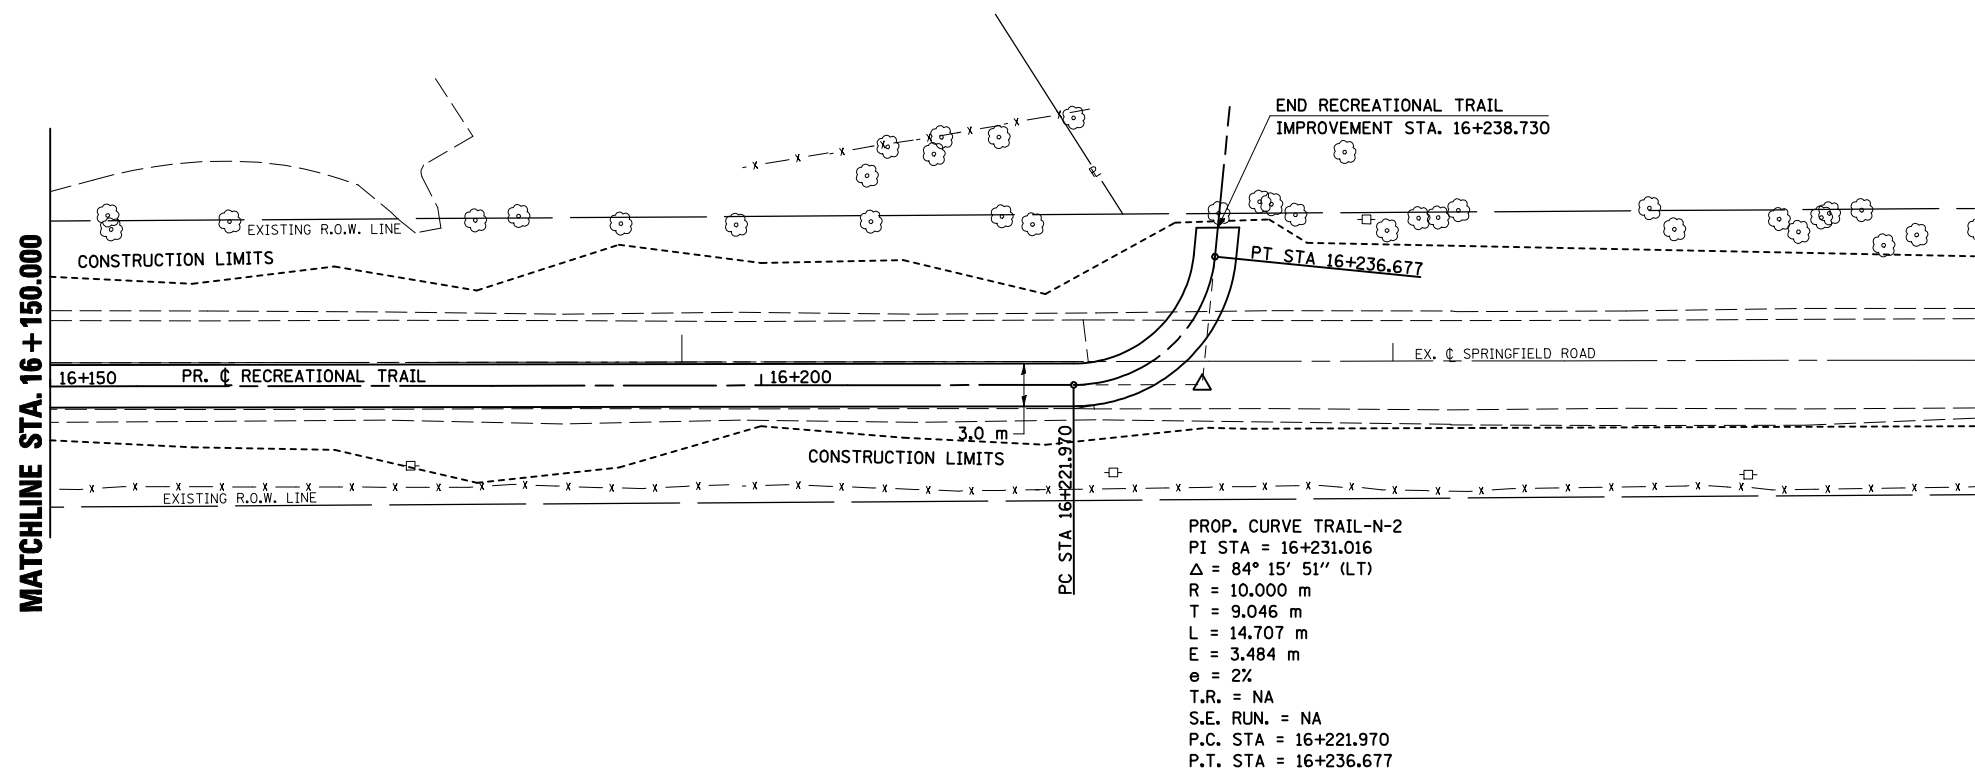 END RECREATIONAL TRAIL
IMPROVEMENT STA. 16+238.730
EXISTING R.O.W. LINE
CONSTRUCTION LIMITS
PT STA 16+236.677
MATCHLINE STA. 16+150.000
EX. ℄ SPRINGFIELD ROAD
16+150
PR. ℄ RECREATIONAL TRAIL
16+200
3.0 m
CONSTRUCTION LIMITS
PC STA 16+221.970
EXISTING R.O.W. LINE
PROP. CURVE TRAIL-N-2
PI STA = 16+231.016
Δ = 84° 15' 51'' (LT)
R = 10.000 m
T = 9.046 m
L = 14.707 m
E = 3.484 m
e = 2%
T.R. = NA
S.E. RUN. = NA
P.C. STA = 16+221.970
P.T. STA = 16+236.677